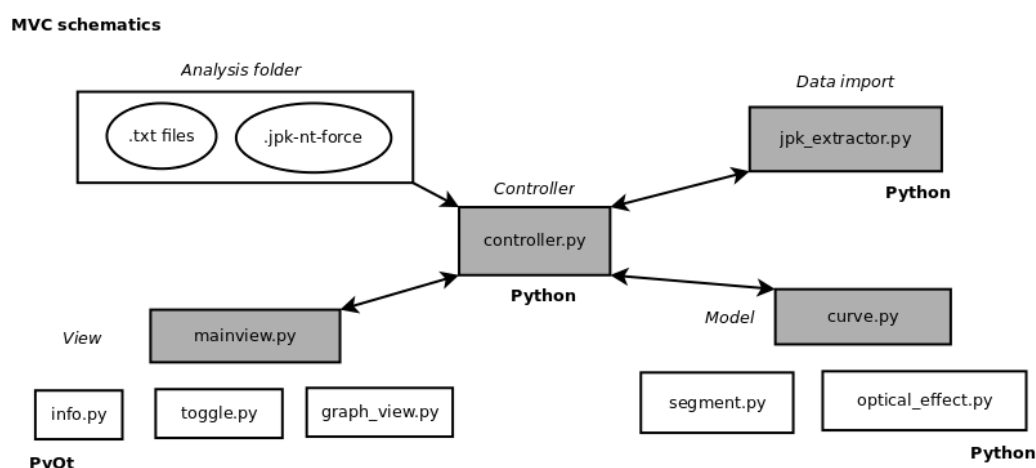 MVC schematics
Analysis folder
Data import
.txt files
.jpk-nt-force
jpk_extractor.py
Controller
Python
controller.py
Python
View
mainview.py
Model
curve.py
info.py
toggle.py
graph_view.py
segment.py
optical_effect.py
PyQt
Python